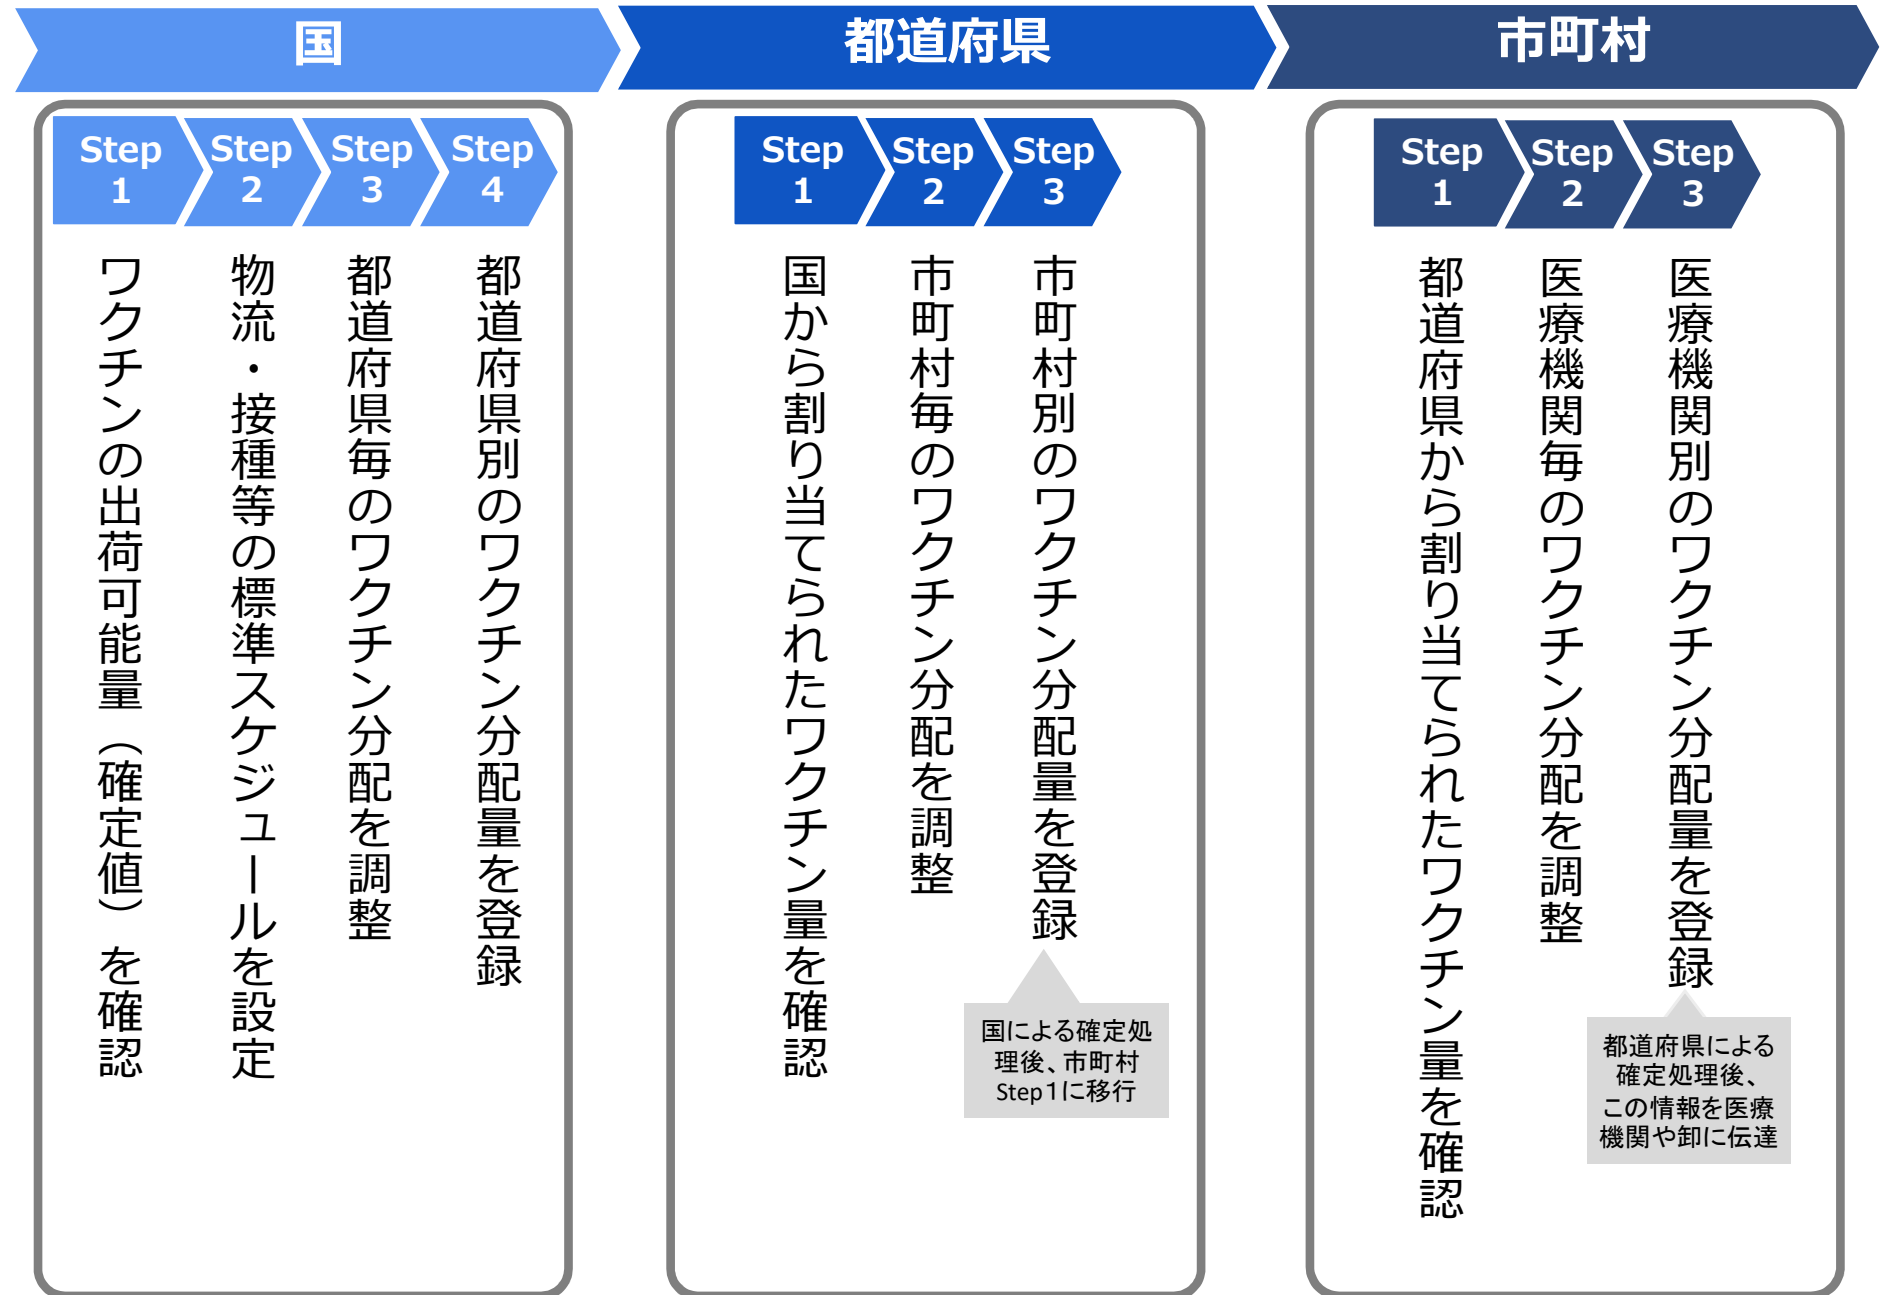 国
Step
1
Step
2
Step
3
Step
4
ワクチンの出荷可能量（確定値）を確認
物流・接種等の標準スケジュールを設定
都道府県毎のワクチン分配を調整
都道府県別のワクチン分配量を登録
都道府県
Step
1
Step
2
Step
3
国から割り当てられたワクチン量を確認
市町村毎のワクチン分配を調整
市町村別のワクチン分配量を登録
国による確定処
理後、市町村
Step１に移行
市町村
Step
1
Step
2
Step
3
都道府県から割り当てられたワクチン量を確認
医療機関毎のワクチン分配を調整
医療機関別のワクチン分配量を登録
都道府県による
確定処理後、
この情報を医療
機関や卸に伝達